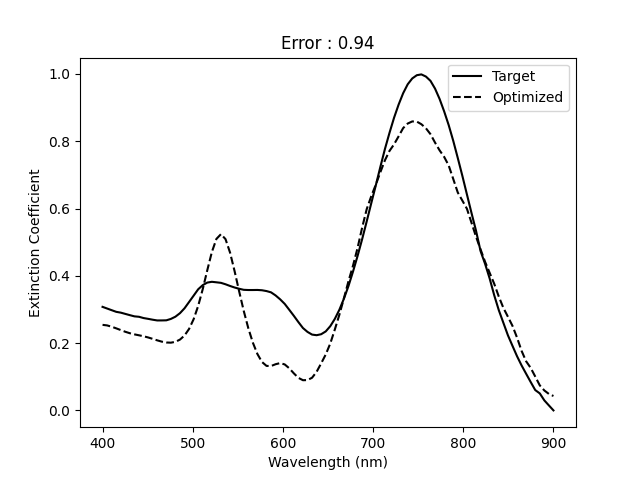 Error : 0.94
Target
Optimized
1.0
0.8
0.6
0.4
0.2
0.0
Extinction Coefficient
400 500 600 700 800 900
Wavelength (nm)